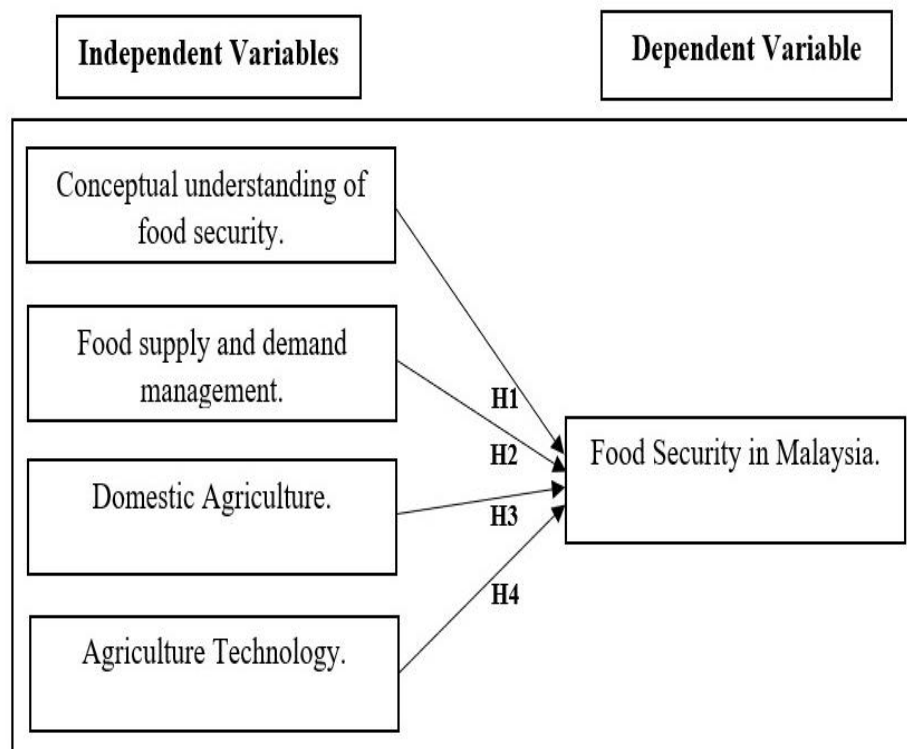 Independent Variables
Dependent Variable
Conceptual understanding of
food security.
Food supply and demand
management.
Domestic Agriculture.
Agriculture Technology.
H1
H2
H3
H4
Food Security in Malaysia.